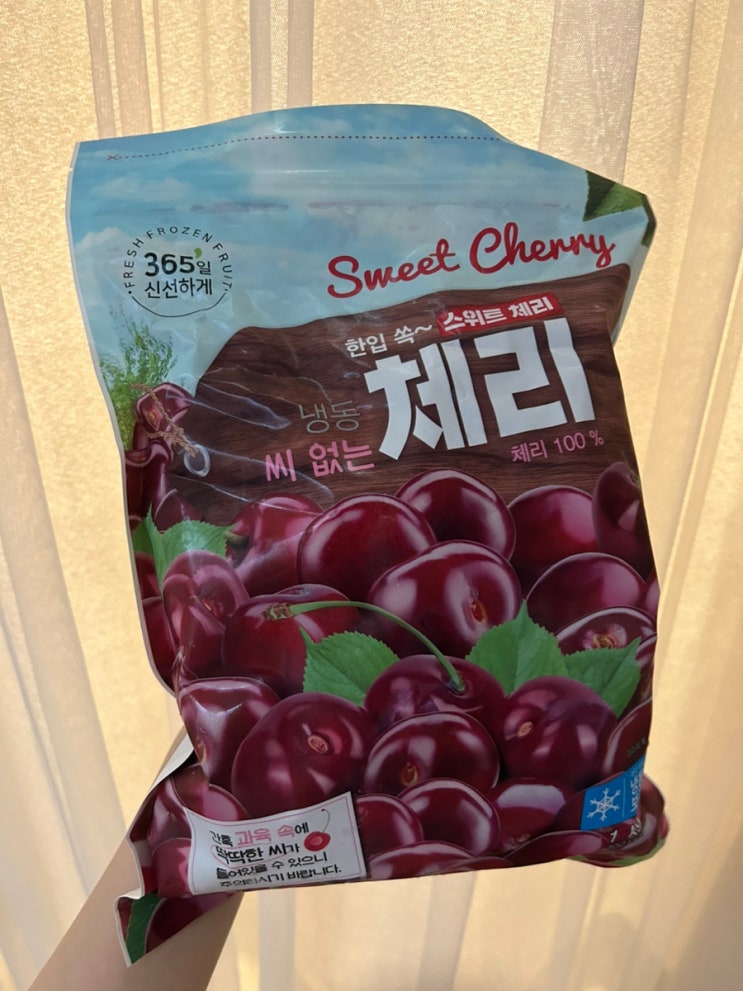 FRESH FROZEN FRUIT
365일
신선하게
Sweet Cherry
한입 쏙~ 스위트 체리
냉동
씨 없는
체리
체리 100 %
간혹 과육 속에
딱딱한 씨가
들어있을 수 있으니
주의하시기 바랍니다.
1